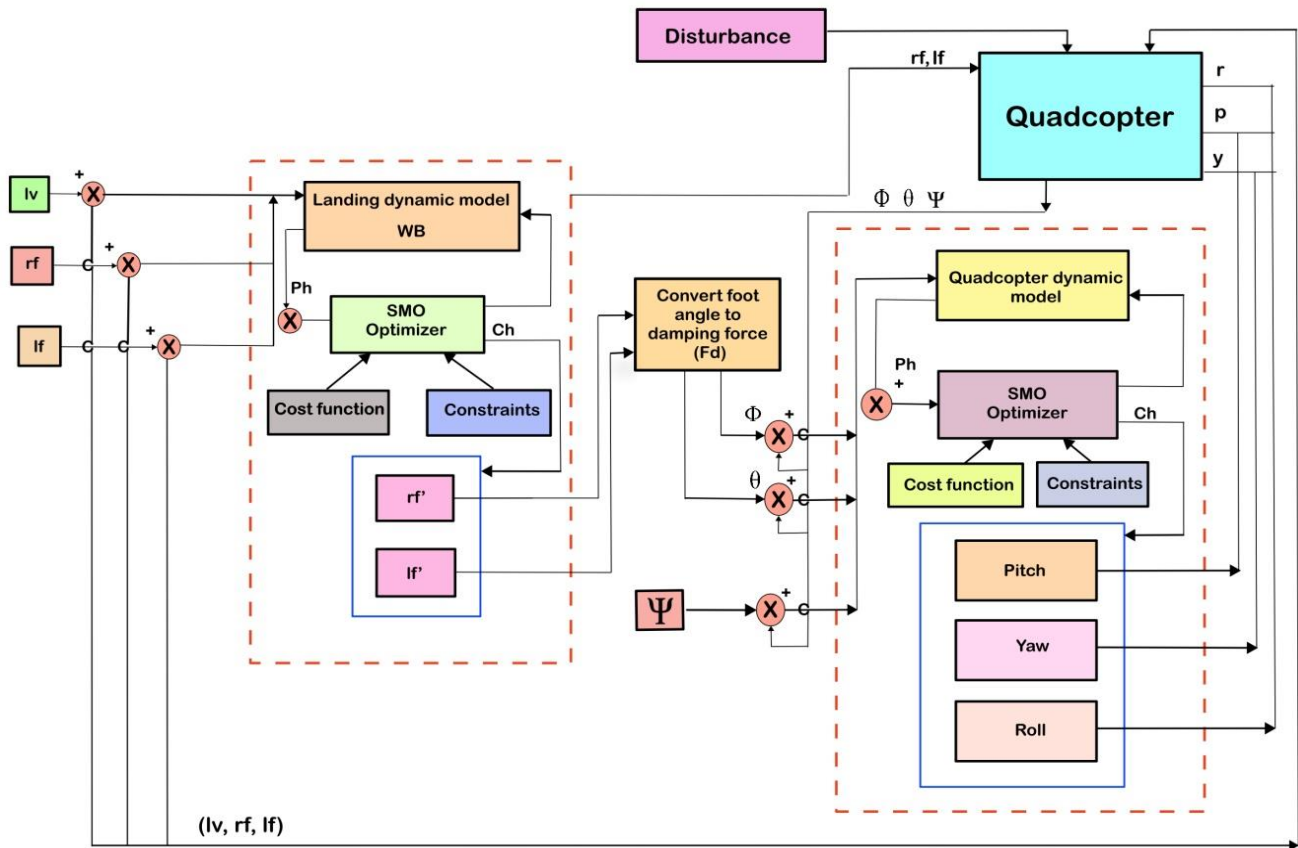 Disturbance
rf, lf
Quadcopter
r
p
y
Φ θ Ψ
+
lv
X
Landing dynamic model
WB
rf
C
+
X
Ph
X
SMO
Optimizer
Ch
lf
C
C
+
X
Cost function
Constraints
rf’
lf’
Convert foot
angle to
damping force
(Fd)
Φ
+
X
C
θ
+
X
C
Ψ
+
X
C
Quadcopter dynamic
model
Ph
+
X
SMO
Optimizer
Ch
Cost function
Constraints
Pitch
Yaw
Roll
(lv, rf, lf)